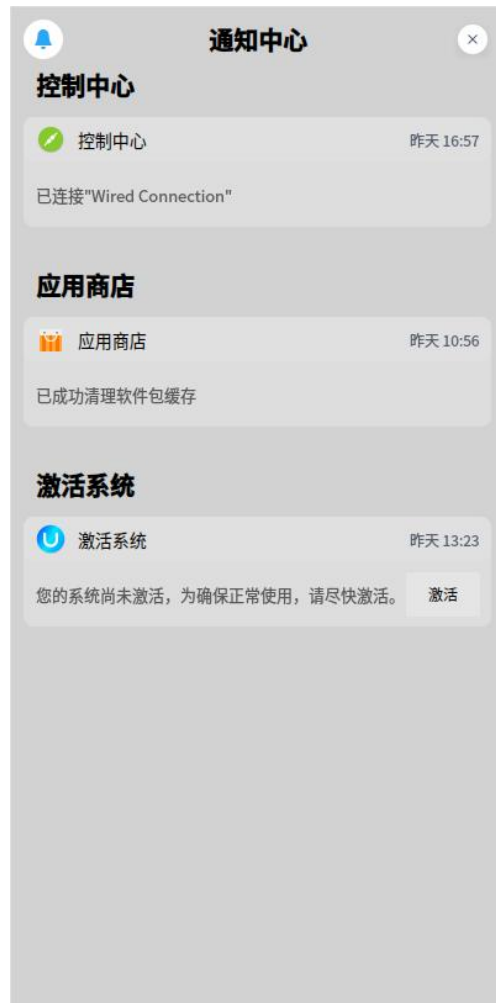 通知中心
控制中心
控制中心 昨天 16:57
已连接"Wired Connection"
应用商店
应用商店 昨天 10:56
已成功清理软件包缓存
激活系统
激活系统 昨天 13:23
您的系统尚未激活，为确保正常使用，请尽快激活。 激活